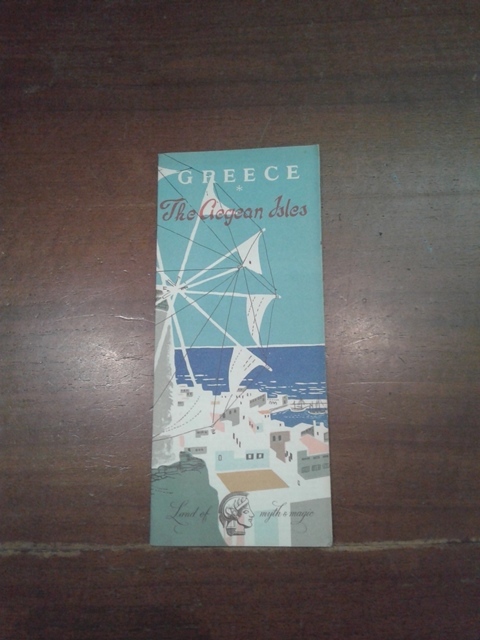 GREECE
&
The Aegean Isles
Land of myth & magic